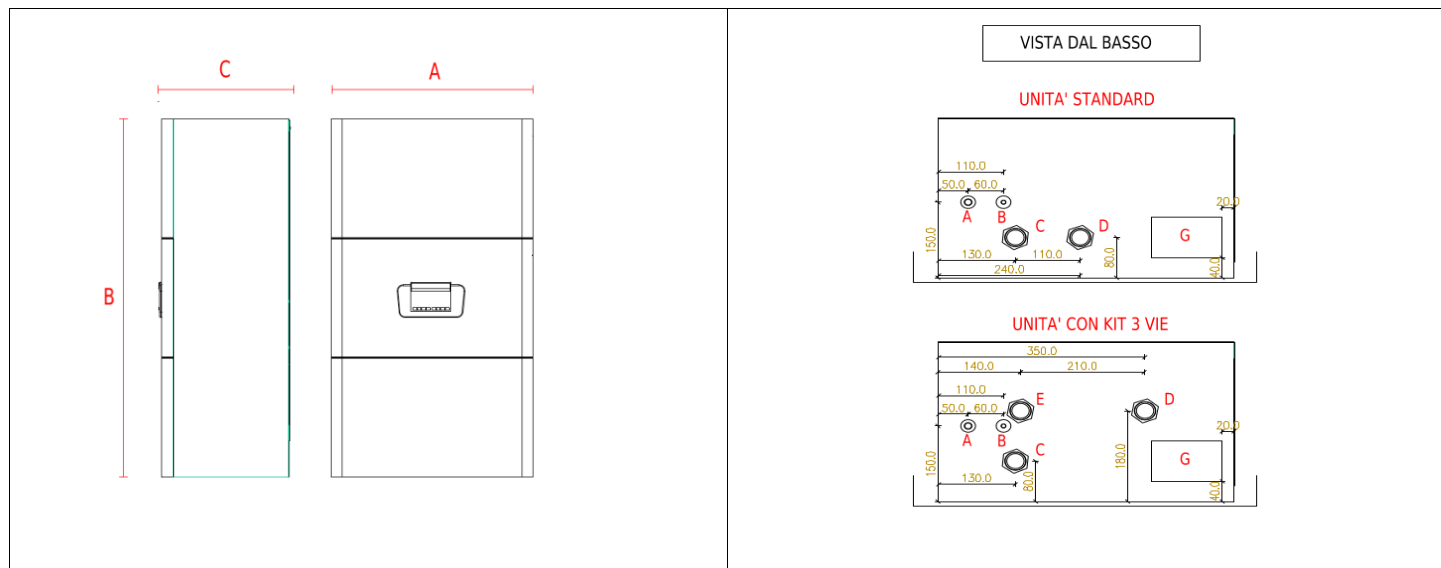 C
A
B
VISTA DAL BASSO
UNITA' STANDARD
110.0
50.0 60.0
20.0
A B
C D
G
150.0
130.0 110.0
80.0
40.0
240.0
UNITA' CON KIT 3 VIE
350.0
140.0 210.0
110.0
E D
50.0 60.0
20.0
A B
C
G
150.0
180.0
130.0
80.0
40.0